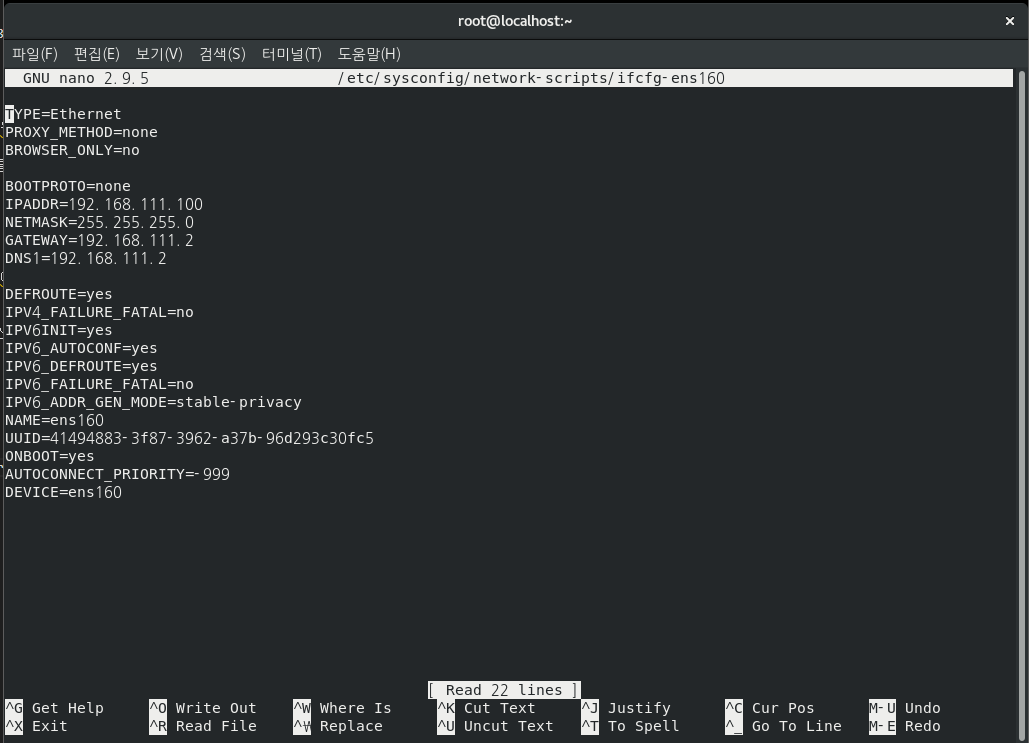 root@localhost:~ ×
파일(F) 편집(E) 보기(V) 검색(S) 터미널(T) 도움말(H)
GNU nano 2.9.5 /etc/sysconfig/network-scripts/ifcfg-ens160
TYPE=Ethernet
PROXY_METHOD=none
BROWSER_ONLY=no
BOOTPROTO=none
IPADDR=192.168.111.100
NETMASK=255.255.255.0
GATEWAY=192.168.111.2
DNS1=192.168.111.2
DEFROUTE=yes
IPV4_FAILURE_FATAL=no
IPV6INIT=yes
IPV6_AUTOCONF=yes
IPV6_DEFROUTE=yes
IPV6_FAILURE_FATAL=no
IPV6_ADDR_GEN_MODE=stable-privacy
NAME=ens160
UUID=41494883-3f87-3962-a37b-96d293c30fc5
ONBOOT=yes
AUTOCONNECT_PRIORITY=-999
DEVICE=ens160
[ Read 22 lines ]
^G Get Help ^O Write Out ^W Where Is ^K Cut Text ^J Justify ^C Cur Pos M-U Undo
^X Exit ^R Read File ^₩ Replace ^U Uncut Text ^T To Spell ^_ Go To Line M-E Redo